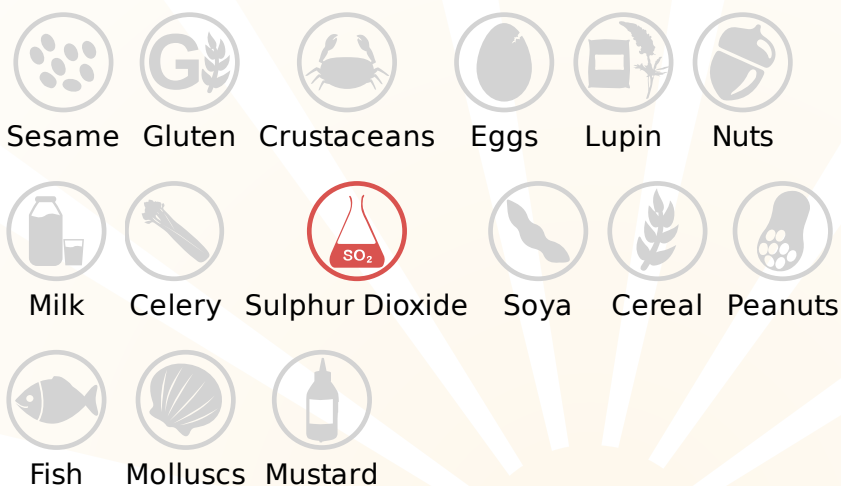 G
Sesame Gluten Crustaceans Eggs Lupin Nuts
SO₂
Milk Celery Sulphur Dioxide Soya Cereal Peanuts
Fish Molluscs Mustard